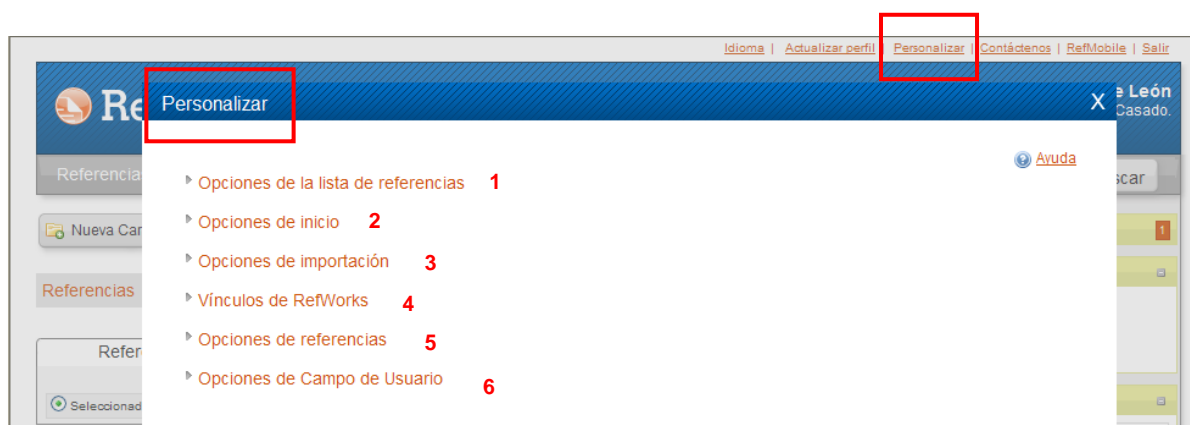 Idioma | Actualizar perfil | Personalizar | Contáctenos | RefMobile | Salir
Re
Personalizar X
e León
Casado.
Ayuda
Referencia
scar
Opciones de la lista de referencias 1
Nueva Car
Opciones de inicio 2
1
Opciones de importación 3
Referencias
Vínculos de RefWorks 4
Opciones de referencias 5
Refer
Opciones de Campo de Usuario 6
Seleccionad